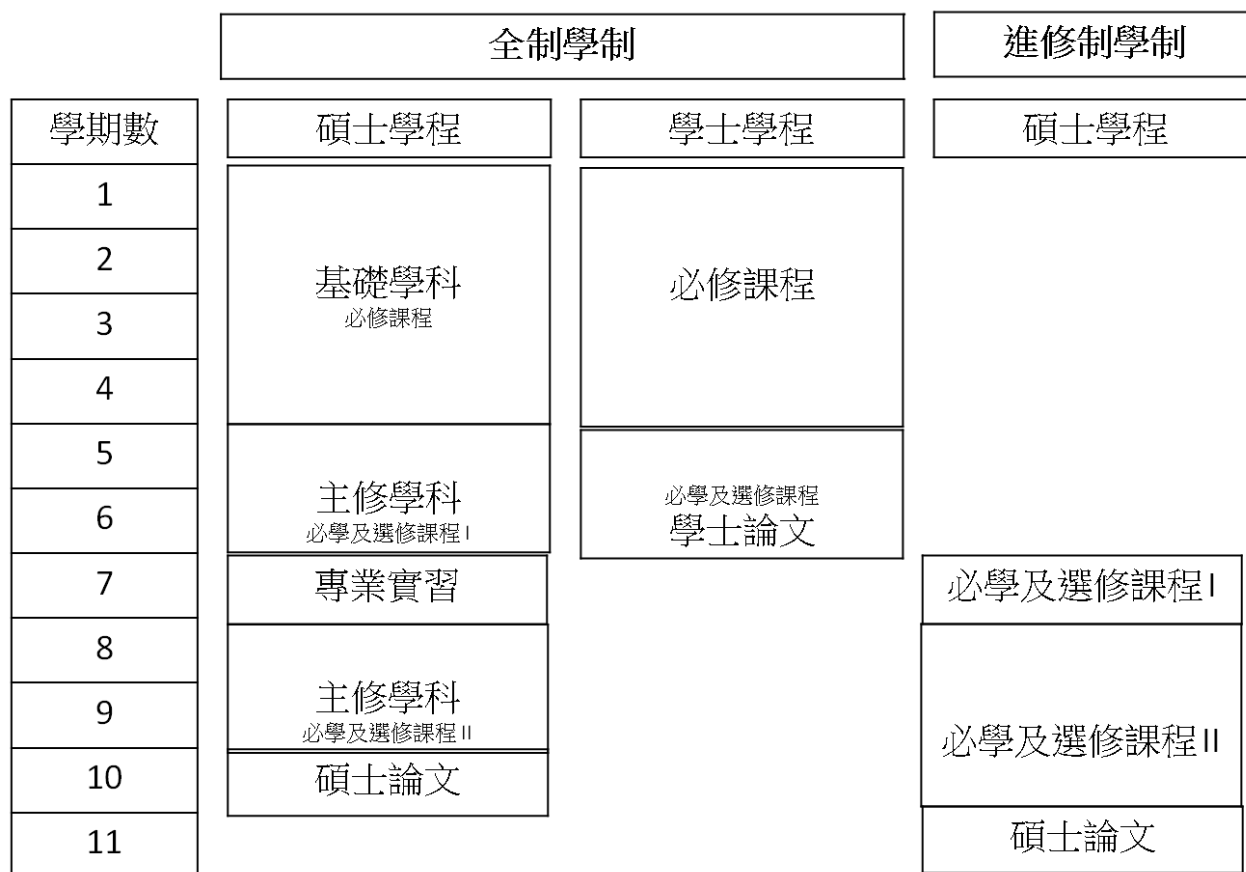 全制學制 進修制學制
學期數 碩士學程 學士學程 碩士學程
1
2
基礎學科 必修課程
必修課程
3
4
5
主修學科 必學及選修課程
6
必學及選修課程 I 學士論文
7 專業實習 必學及選修課程 I
8
主修學科
9
必學及選修課程 II 必學及選修課程 II
10 碩士論文
11 碩士論文